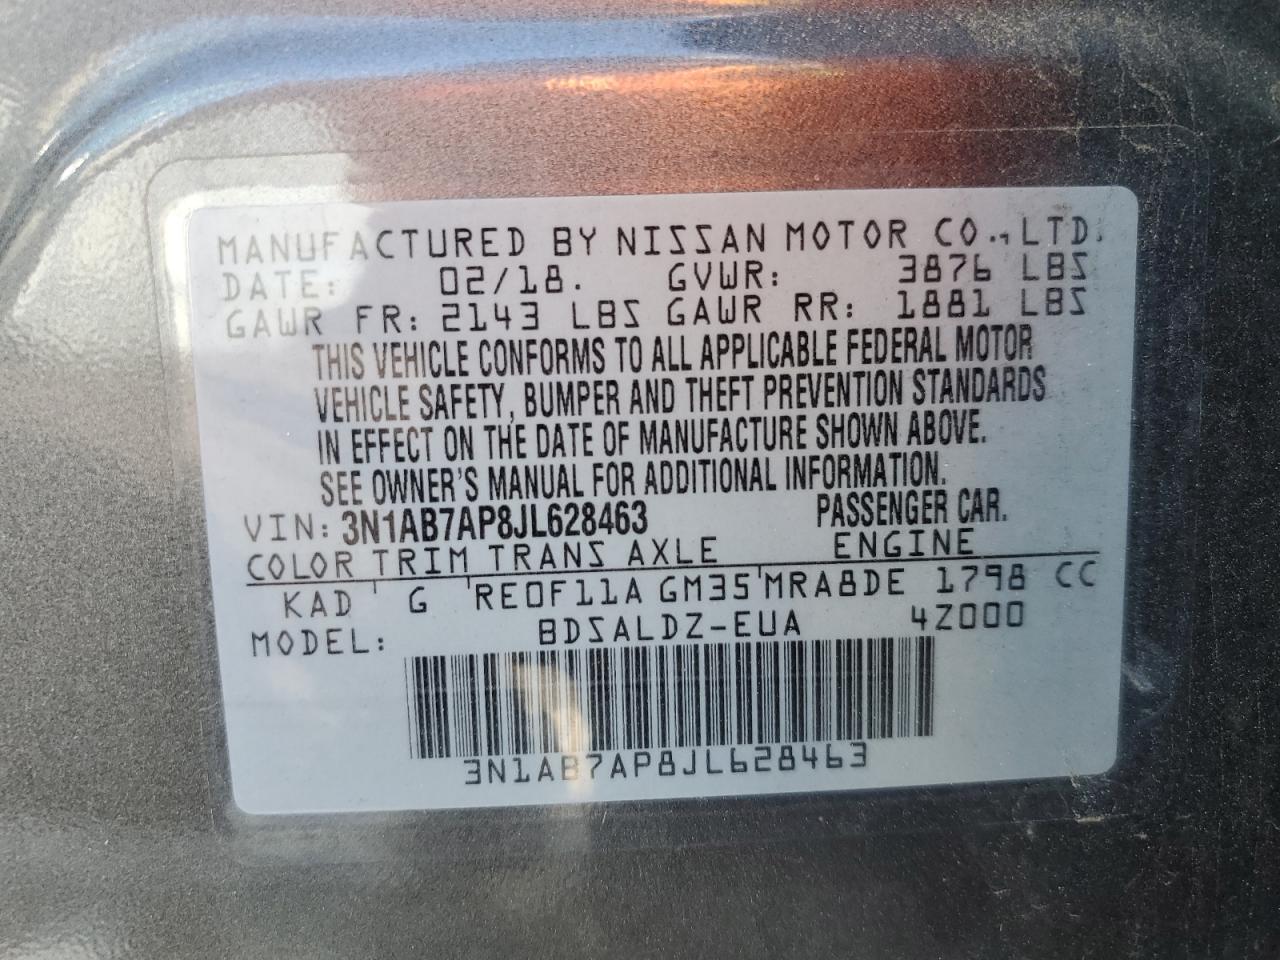 MANUFACTURED BY NISSAN MOTOR CO., LTD.
DATE: 02/18. GVWR: 3876 LBS
GAWR FR: 2143 LBS GAWR RR: 1881 LBS
THIS VEHICLE CONFORMS TO ALL APPLICABLE FEDERAL MOTOR
VEHICLE SAFETY, BUMPER AND THEFT PREVENTION STANDARDS
IN EFFECT ON THE DATE OF MANUFACTURE SHOWN ABOVE.
SEE OWNER'S MANUAL FOR ADDITIONAL INFORMATION.
VIN: 3N1AB7AP8JL628463 PASSENGER CAR.
COLOR TRIM TRANS AXLE ENGINE
KAD G RE0F11A GM35 MRA8DE 1798 CC
MODEL: BDSALDZ-EUA 4Z000
3N1AB7AP8JL628463